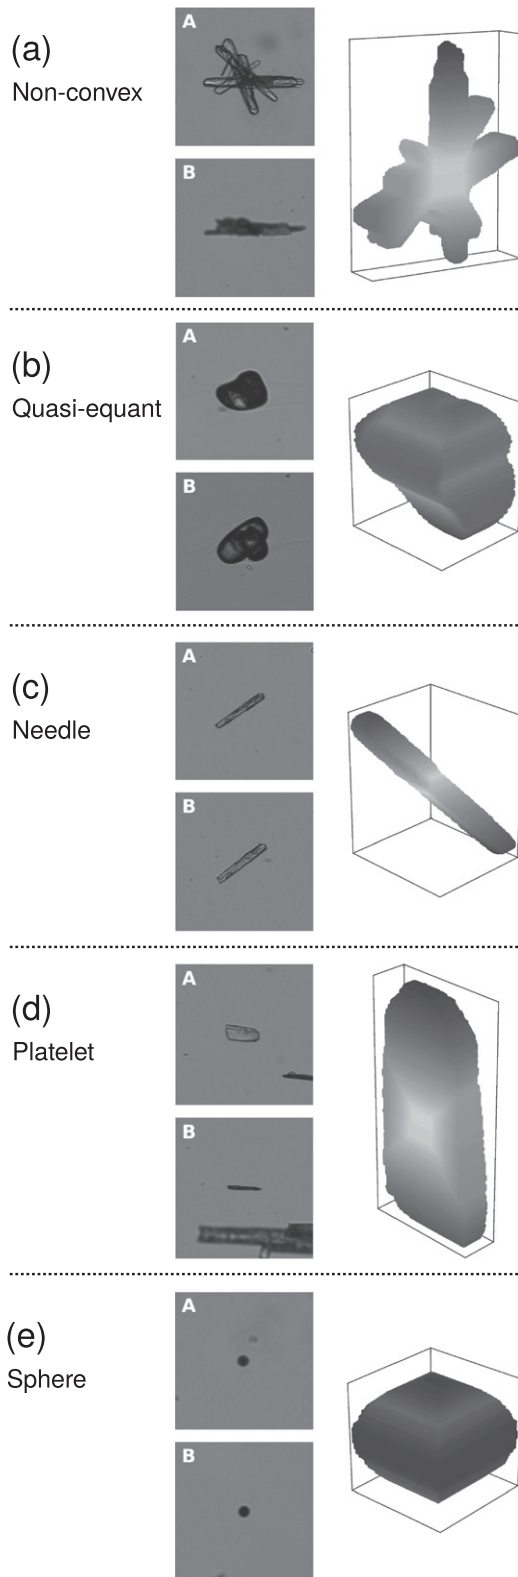 (a)
Non-convex
A
B
(b)
Quasi-equant
A
B
(c)
Needle
A
B
(d)
Platelet
A
B
(e)
Sphere
A
B